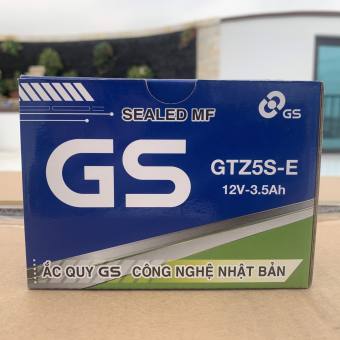 SEALED MF
GS
GS
GTZ5S-E
12V-3.5Ah
ẮC QUY GS CÔNG NGHỆ NHẬT BẢN